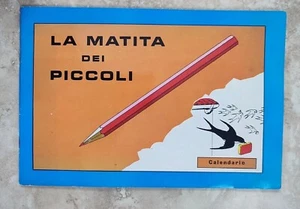 LA MATITA
DEI
PICCOLI
Calendario